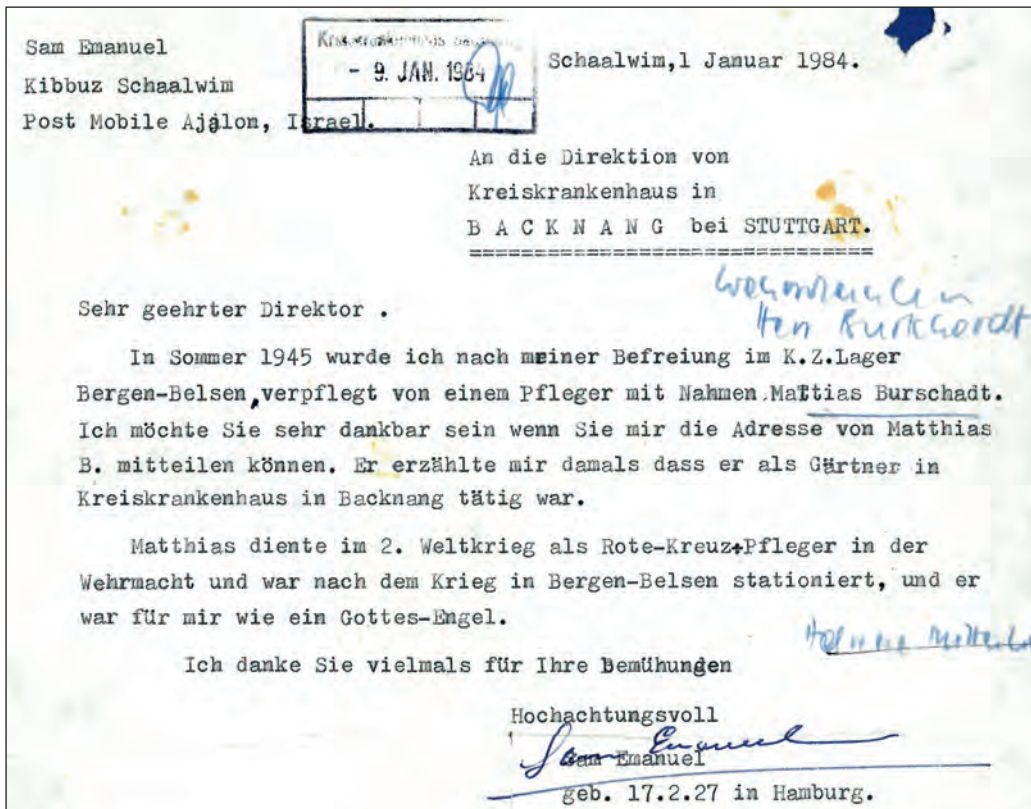 Sam Emanuel
Kibbuz Schaalwim
Post Mobile Ajalon, Israel.
- 9. JAN. 1984
Schaalwim,1 Januar 1984.
An die Direktion von
Kreiskrankenhaus in
B A C K N A N G bei STUTTGART.
==============================
Herr Burkhardt
Sehr geehrter Direktor .
In Sommer 1945 wurde ich nach meiner Befreiung im K.Z.Lager
Bergen-Belsen,verpflegt von einem Pfleger mit Nahmen.Mattias Burschadt.
Ich möchte Sie sehr dankbar sein wenn Sie mir die Adresse von Matthias
B. mitteilen können. Er erzählte mir damals dass er als Gärtner in
Kreiskrankenhaus in Backnang tätig war.
Matthias diente im 2. Weltkrieg als Rote-Kreuz+Pfleger in der
Wehrmacht und war nach dem Krieg in Bergen-Belsen stationiert, und er
war für mir wie ein Gottes-Engel.
Ich danke Sie vielmals für Ihre Bemühungen
Hochachtungsvoll
Sam Emanuel
Sam Emanuel
geb. 17.2.27 in Hamburg.